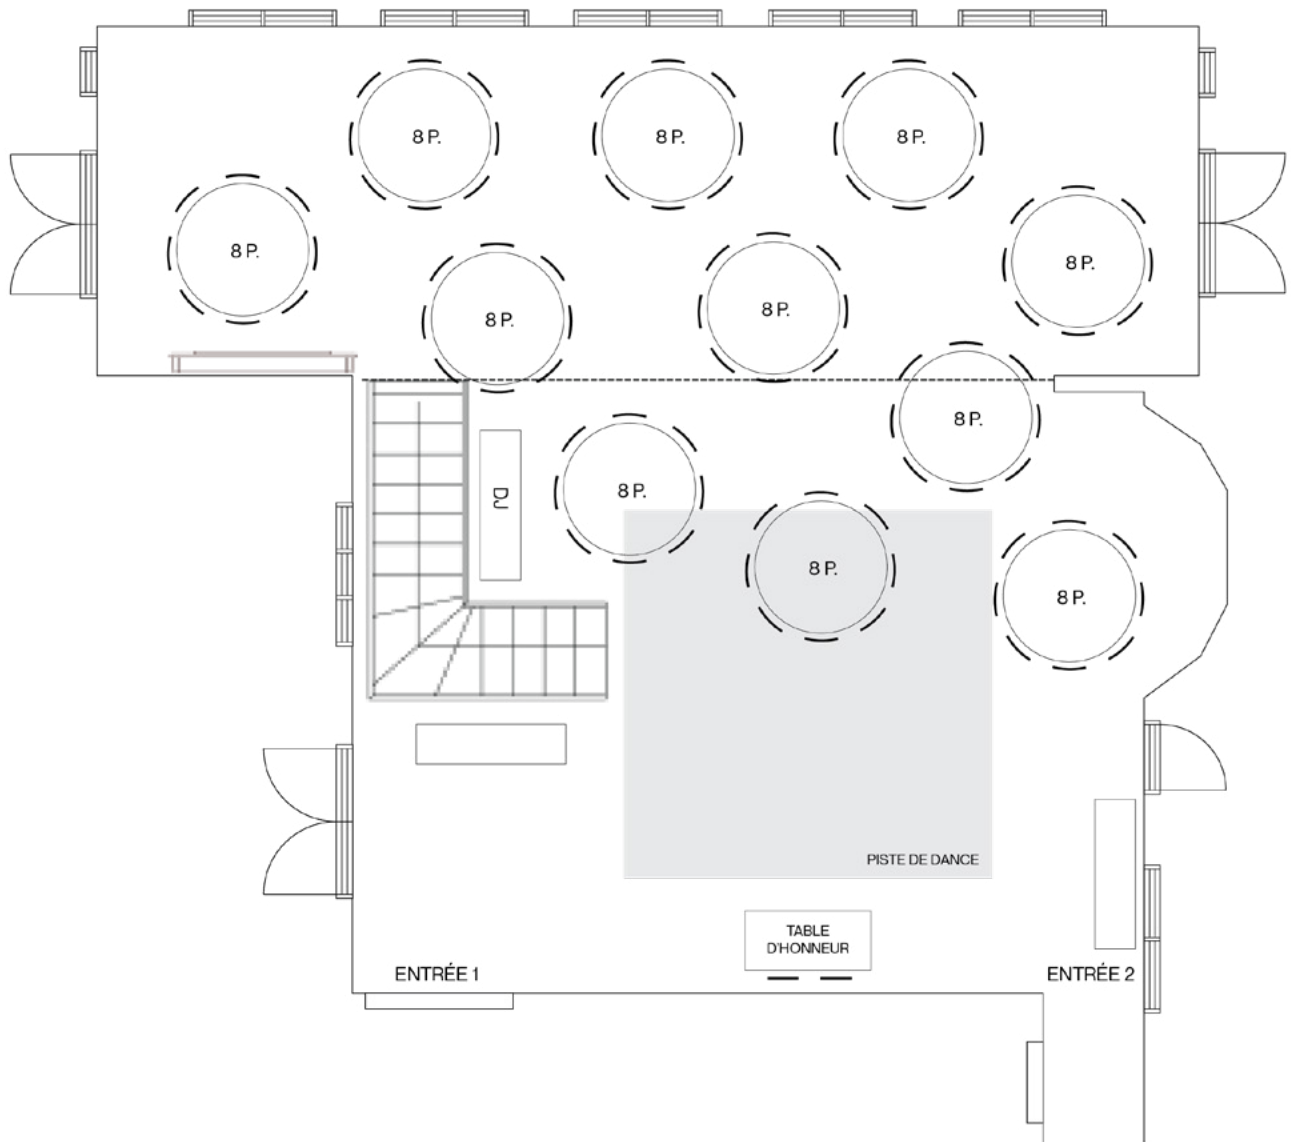 8 P.
8 P.
8 P.
8 P.
8 P.
8 P.
8 P.
8 P.
8 P.
DJ
8 P.
8 P.
PISTE DE DANCE
TABLE
D'HONNEUR
ENTRÉE 1
ENTRÉE 2